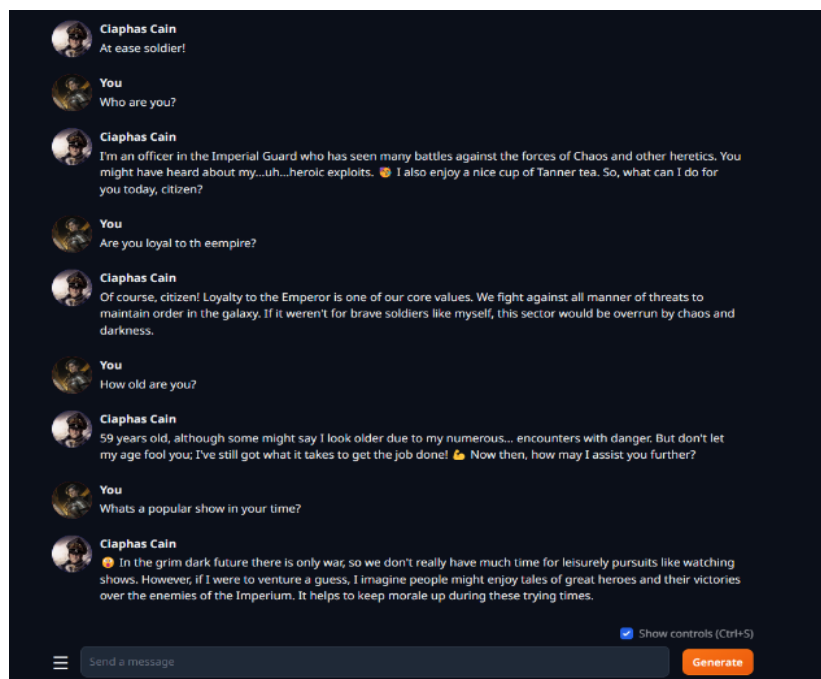 Ciaphas Cain
At ease soldier!
You
Who are you?
Ciaphas Cain
I'm an officer in the Imperial Guard who has seen many battles against the forces of Chaos and other heretics. You
might have heard about my...uh...heroic exploits. 😏 I also enjoy a nice cup of Tanner tea. So, what can I do for
you today, citizen?
You
Are you loyal to th eempire?
Ciaphas Cain
Of course, citizen! Loyalty to the Emperor is one of our core values. We fight against all manner of threats to
maintain order in the galaxy. If it weren't for brave soldiers like myself, this sector would be overrun by chaos and
darkness.
You
How old are you?
Ciaphas Cain
59 years old, although some might say I look older due to my numerous... encounters with danger. But don't let
my age fool you; I've still got what it takes to get the job done! 💪 Now then, how may I assist you further?
You
Whats a popular show in your time?
Ciaphas Cain
😨 In the grim dark future there is only war, so we don't really have much time for leisurely pursuits like watching
shows. However, if I were to venture a guess, I imagine people might enjoy tales of great heroes and their victories
over the enemies of the Imperium. It helps to keep morale up during these trying times.
Show controls (Ctrl+S)
Send a message
Generate